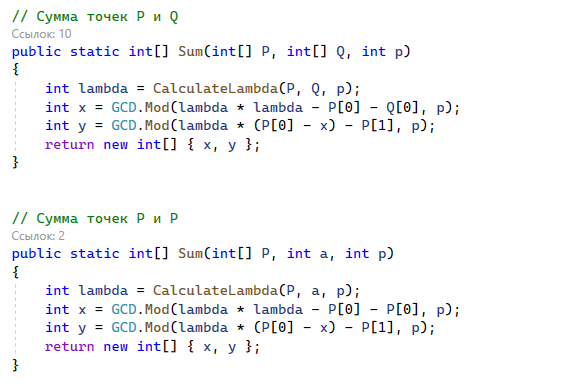 // Сумма точек P и Q
Ссылок: 10
public static int[] Sum(int[] P, int[] Q, int p)
{
    int lambda = CalculateLambda(P, Q, p);
    int x = GCD.Mod(lambda * lambda - P[0] - Q[0], p);
    int y = GCD.Mod(lambda * (P[0] - x) - P[1], p);
    return new int[] { x, y };
}
// Сумма точек P и P
Ссылок: 2
public static int[] Sum(int[] P, int a, int p)
{
    int lambda = CalculateLambda(P, a, p);
    int x = GCD.Mod(lambda * lambda - P[0] - P[0], p);
    int y = GCD.Mod(lambda * (P[0] - x) - P[1], p);
    return new int[] { x, y };
}